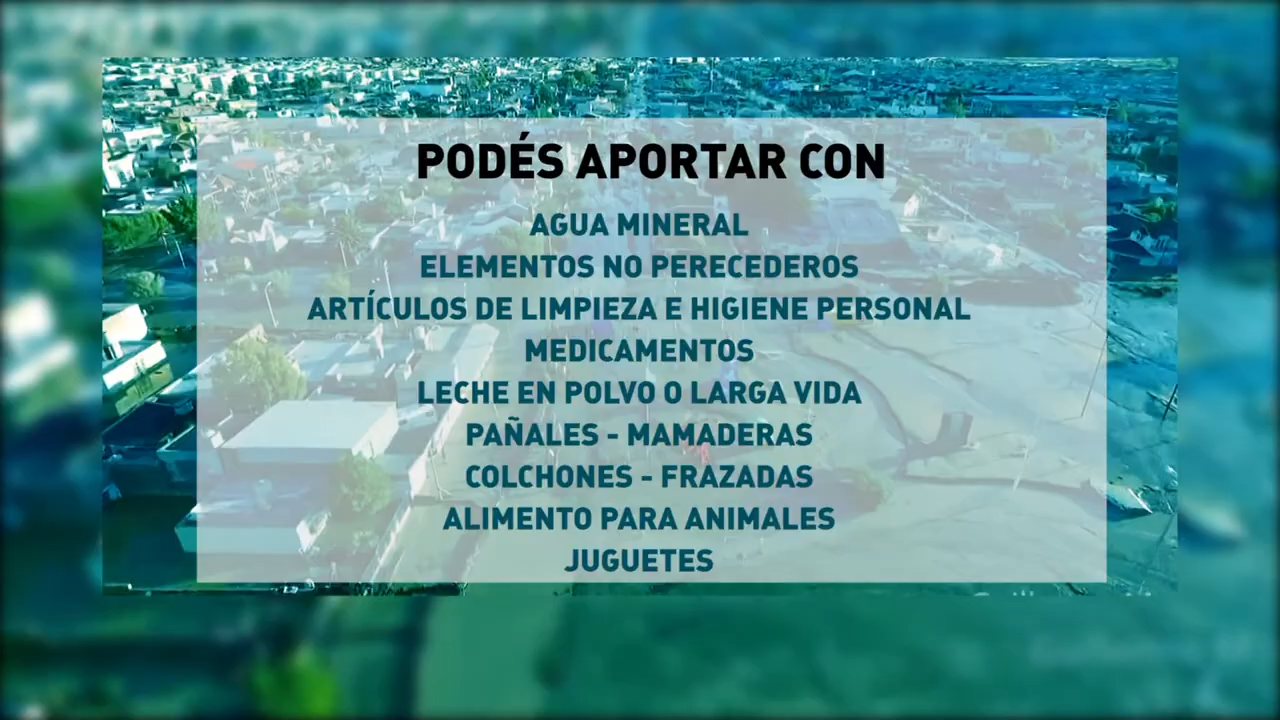 PODÉS APORTAR CON
AGUA MINERAL
ELEMENTOS NO PERECEDEROS
ARTÍCULOS DE LIMPIEZA E HIGIENE PERSONAL
MEDICAMENTOS
LECHE EN POLVO O LARGA VIDA
PAÑALES - MAMADERAS
COLCHONES - FRAZADAS
ALIMENTO PARA ANIMALES
JUGUETES